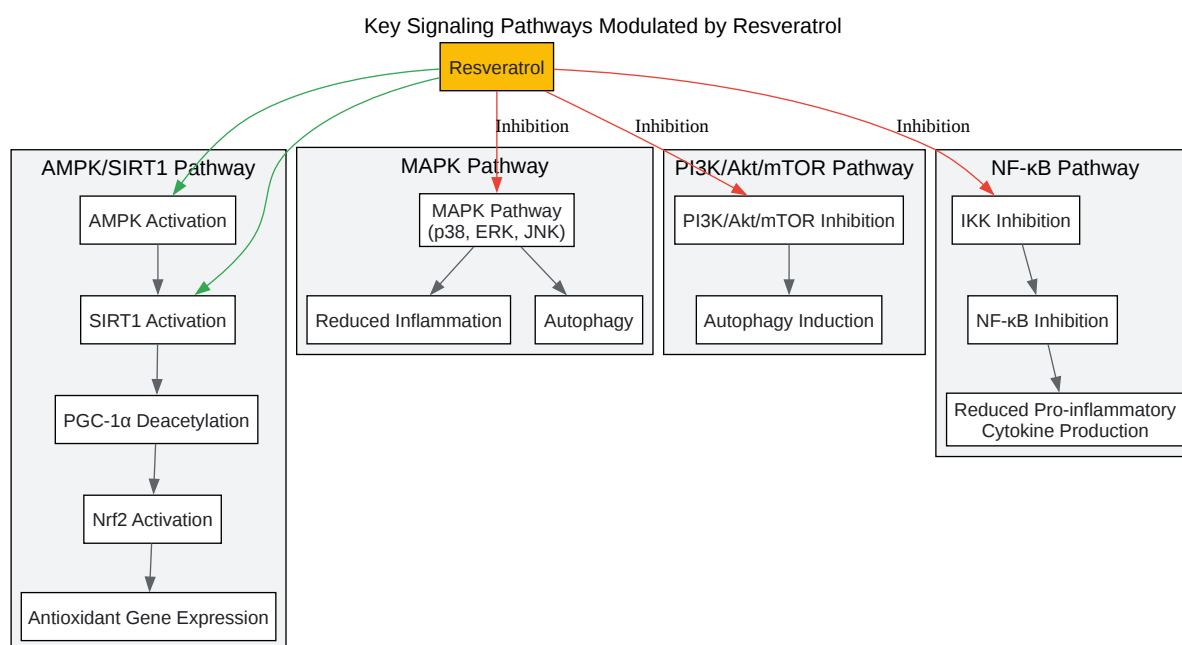 Key Signaling Pathways Modulated by Resveratrol
Resveratrol
Inhibition
Inhibition
Inhibition
AMPK/SIRT1 Pathway
AMPK Activation
SIRT1 Activation
PGC-1α Deacetylation
Nrf2 Activation
Antioxidant Gene Expression
MAPK Pathway
MAPK Pathway
(p38, ERK, JNK)
Reduced Inflammation
Autophagy
PI3K/Akt/mTOR Pathway
PI3K/Akt/mTOR Inhibition
Autophagy Induction
NF-κB Pathway
IKK Inhibition
NF-κB Inhibition
Reduced Pro-inflammatory
Cytokine Production